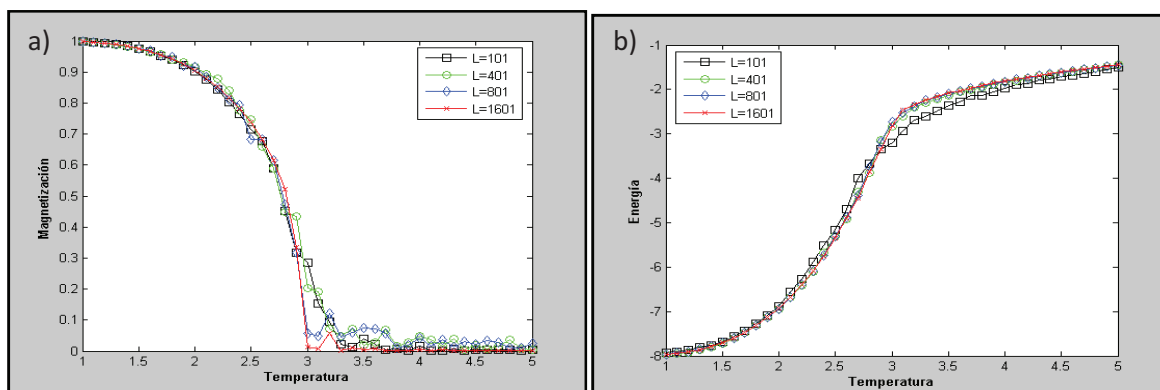 a)
1
0.9
0.8
0.7
0.6
0.5
0.4
0.3
0.2
0.1
0
Magnetización
1 1.5 2 2.5 3 3.5 4 4.5 5
Temperatura
L=101
L=401
L=801
L=1601
b)
-1
-2
-3
-4
-5
-6
-7
-8
Energía
1 1.5 2 2.5 3 3.5 4 4.5 5
Temperatura
L=101
L=401
L=801
L=1601